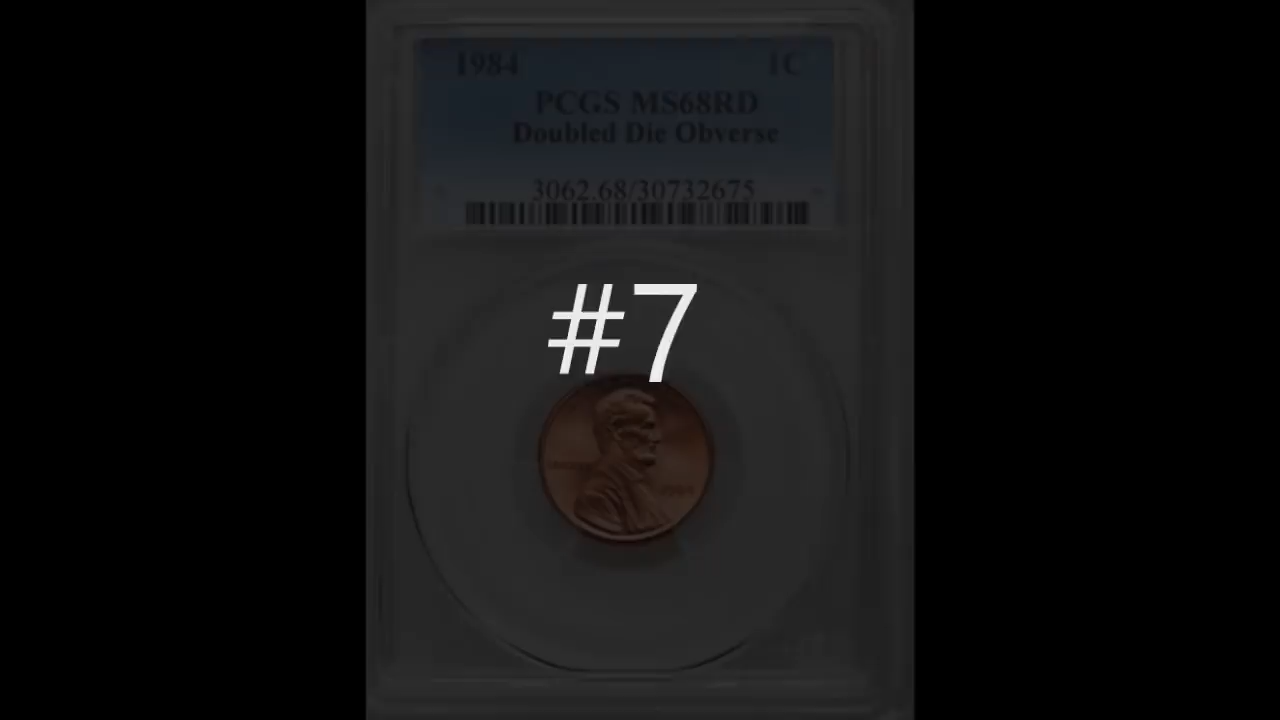 1984 1C
PCGS MS68RD
Doubled Die Obverse
3062.68/30732675
#7